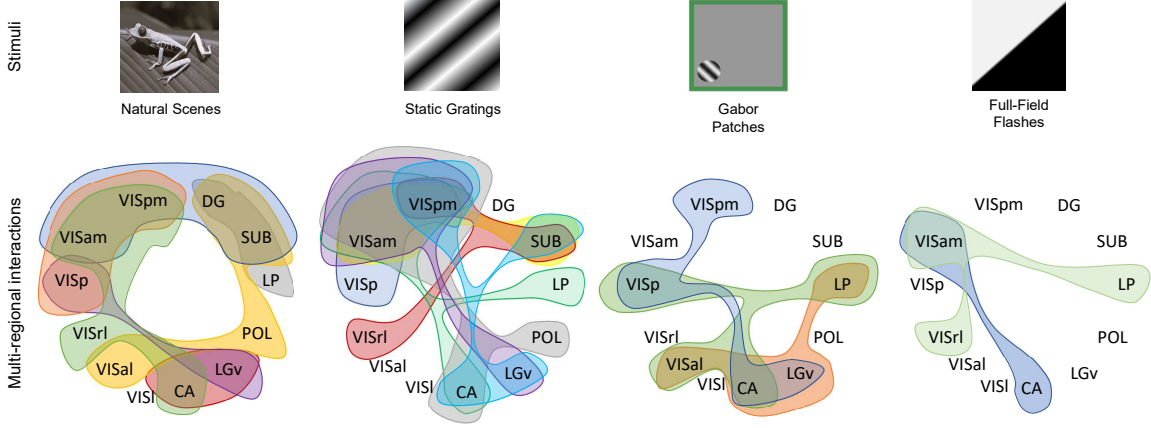 Stimuli
Natural Scenes
Static Gratings
Gabor
Patches
Full-Field
Flashes
Multi-regional interactions
VISpm
DG
VISam
SUB
VISp
LP
VISrl
POL
VISal
LGv
VISl
CA
VISpm
DG
VISam
SUB
VISp
LP
VISrl
POL
VISal
LGv
VISl
CA
VISpm
DG
VISam
SUB
VISp
LP
VISrl
POL
VISal
LGv
VISl
CA
VISpm
DG
VISam
SUB
VISp
LP
VISrl
POL
VISal
LGv
VISl
CA